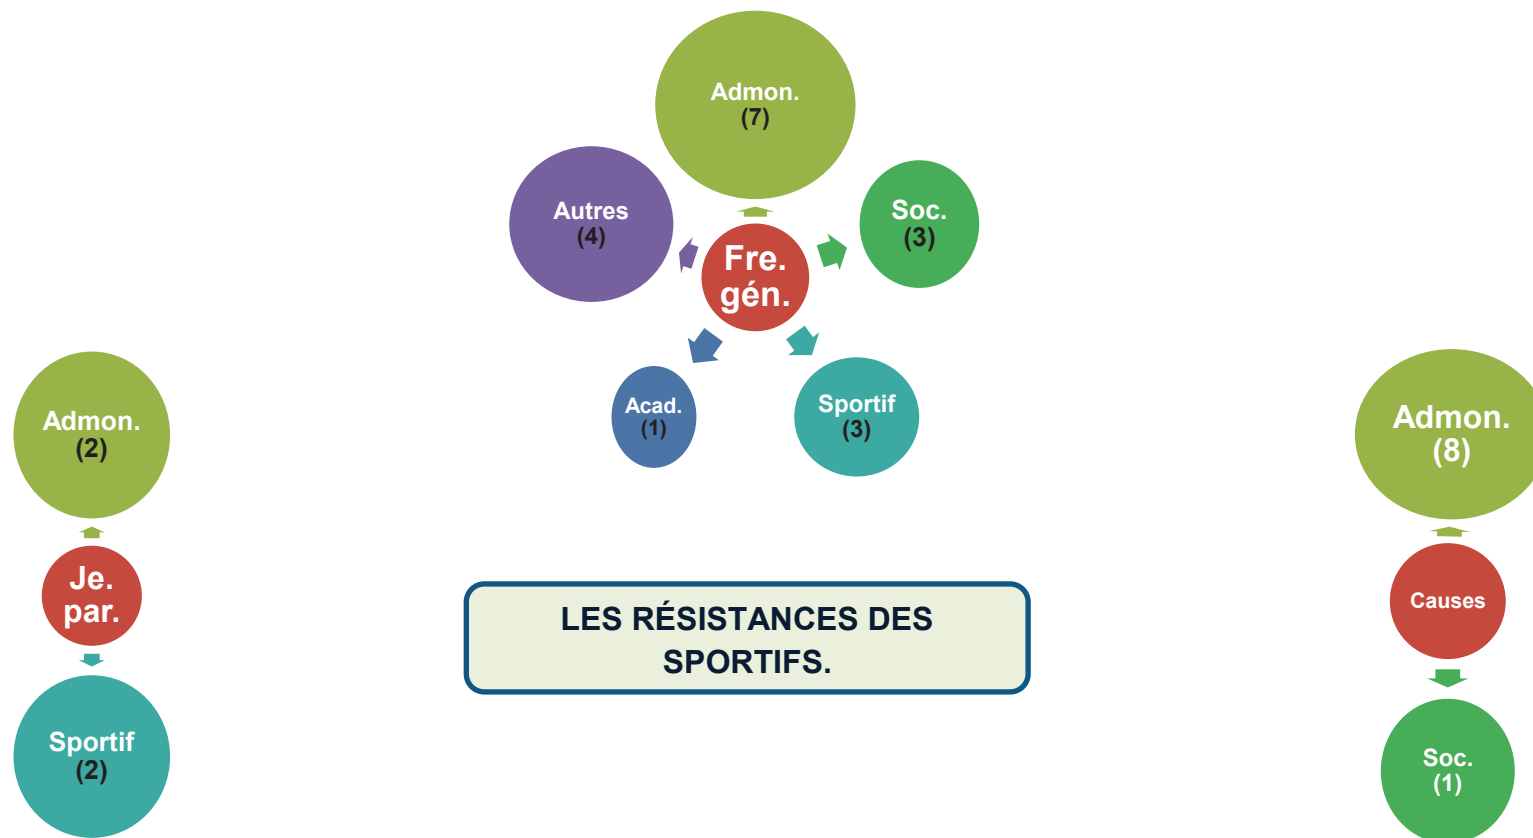 Admon.
(7)
Autres
(4)
Soc.
(3)
Fre.
gén.
Acad.
(1)
Sportif
(3)
Admon.
(2)
Je.
par.
Sportif
(2)
LES RÉSISTANCES DES
SPORTIFS.
Admon.
(8)
Causes
Soc.
(1)